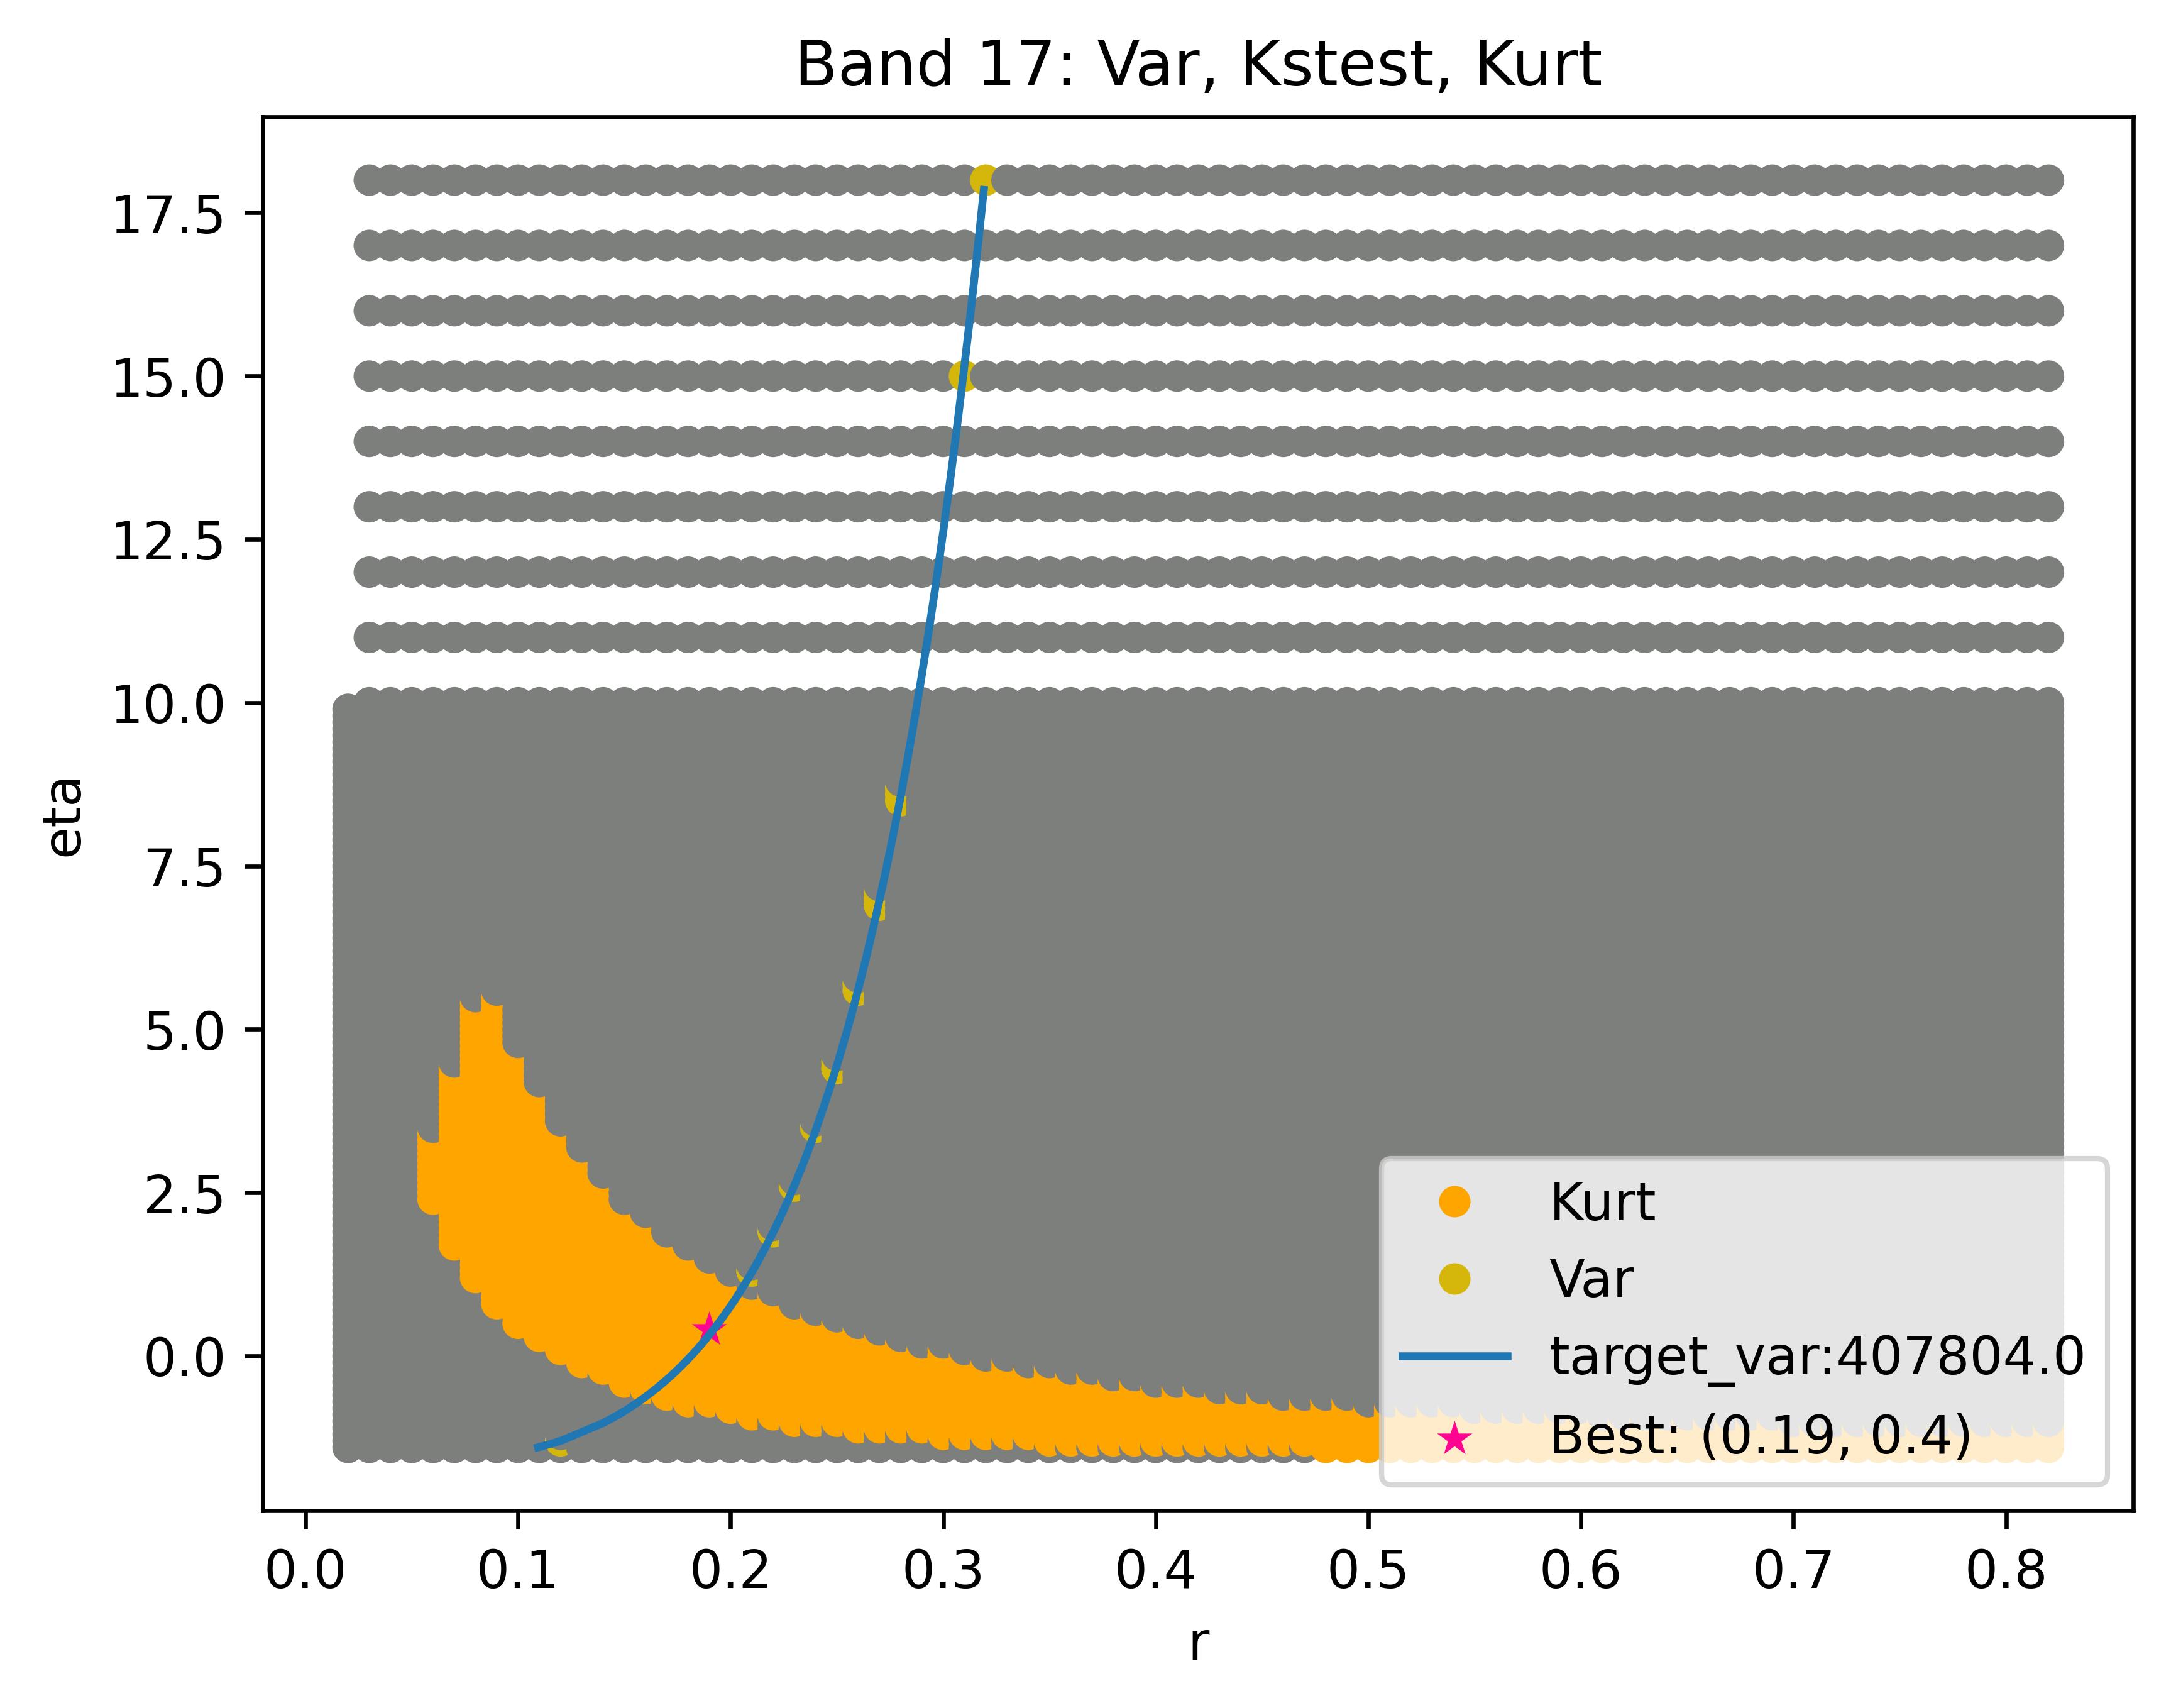 Band 17: Var, Kstest, Kurt
17.5
15.0
12.5
10.0
7.5
5.0
2.5
0.0
eta
Kurt
Var
target_var:407804.0
Best: (0.19, 0.4)
0.0 0.1 0.2 0.3 0.4 0.5 0.6 0.7 0.8
r